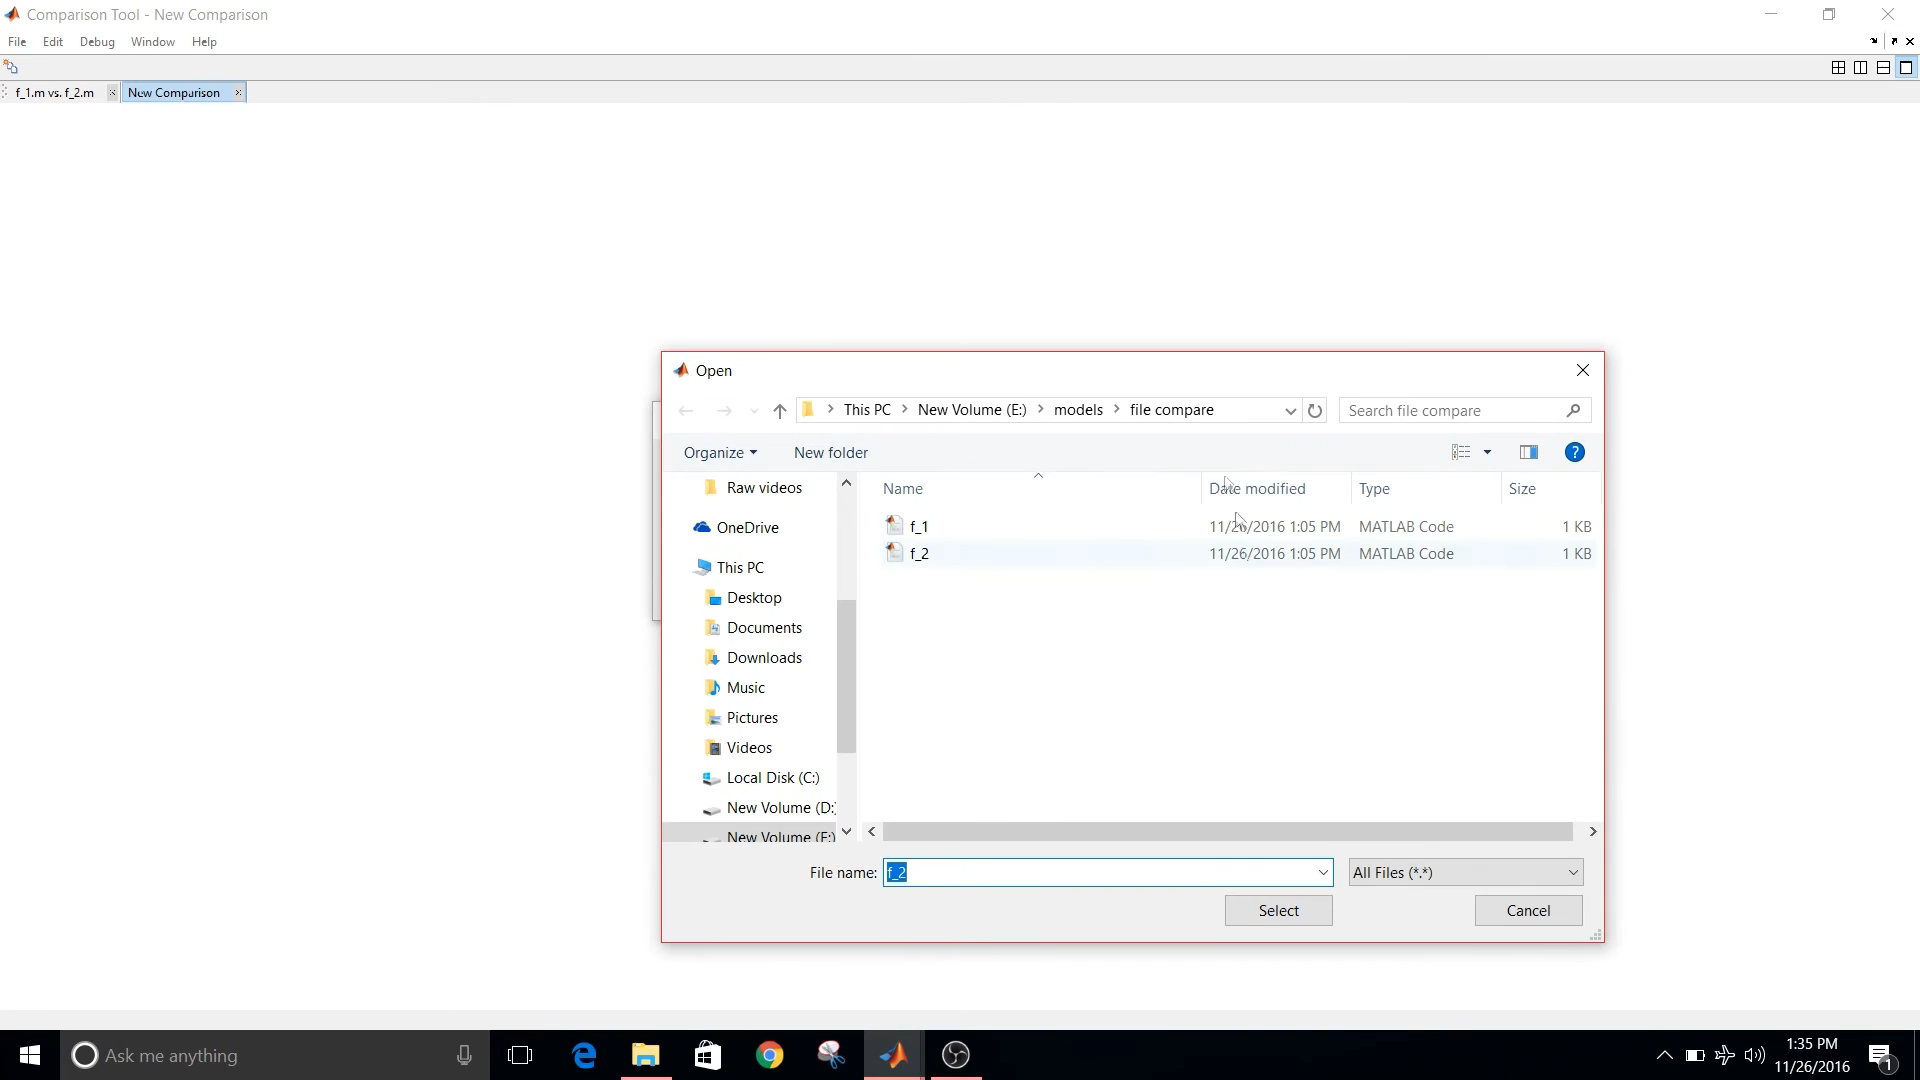 Comparison Tool - New Comparison
File Edit Debug Window Help
f_1.m vs. f_2.m New Comparison
Open
This PC New Volume (E:) models file compare Search file compare
Organize New folder
Name Date modified Type Size
f_1 11/26/2016 1:05 PM MATLAB Code 1 KB
f_2 11/26/2016 1:05 PM MATLAB Code 1 KB
Raw videos
OneDrive
This PC
Desktop
Documents
Downloads
Music
Pictures
Videos
Local Disk (C:)
New Volume (D:)
New Volume (E:)
File name: f_2 All Files (*.*)
Select Cancel
Ask me anything
1:35 PM
11/26/2016
1